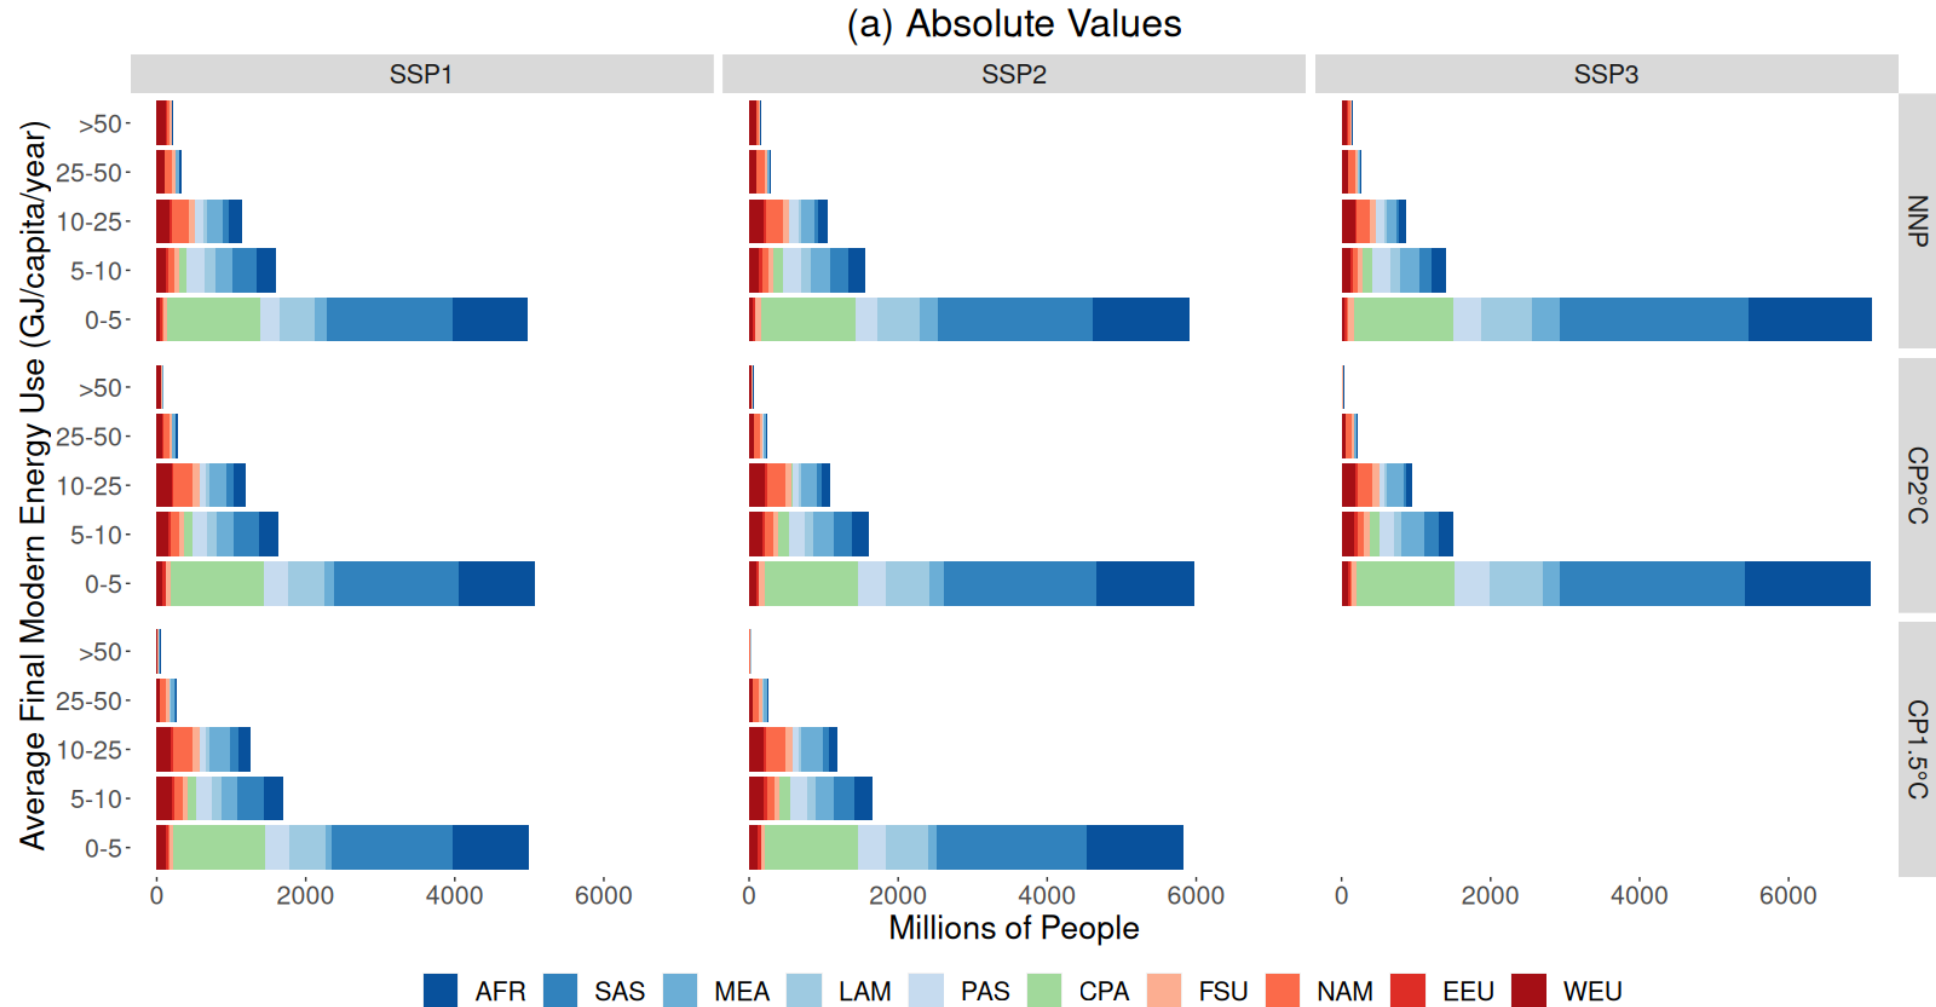 (a) Absolute Values
SSP1
SSP2
SSP3
Average Final Modern Energy Use (GJ/capita/year)
>50
25-50
10-25
5-10
0-5
NNP
>50
25-50
10-25
5-10
0-5
CP2°C
>50
25-50
10-25
5-10
0-5
CP1.5°C
0 2000 4000 6000
0 2000 4000 6000
0 2000 4000 6000
Millions of People
AFR SAS MEA LAM PAS CPA FSU NAM EEU WEU